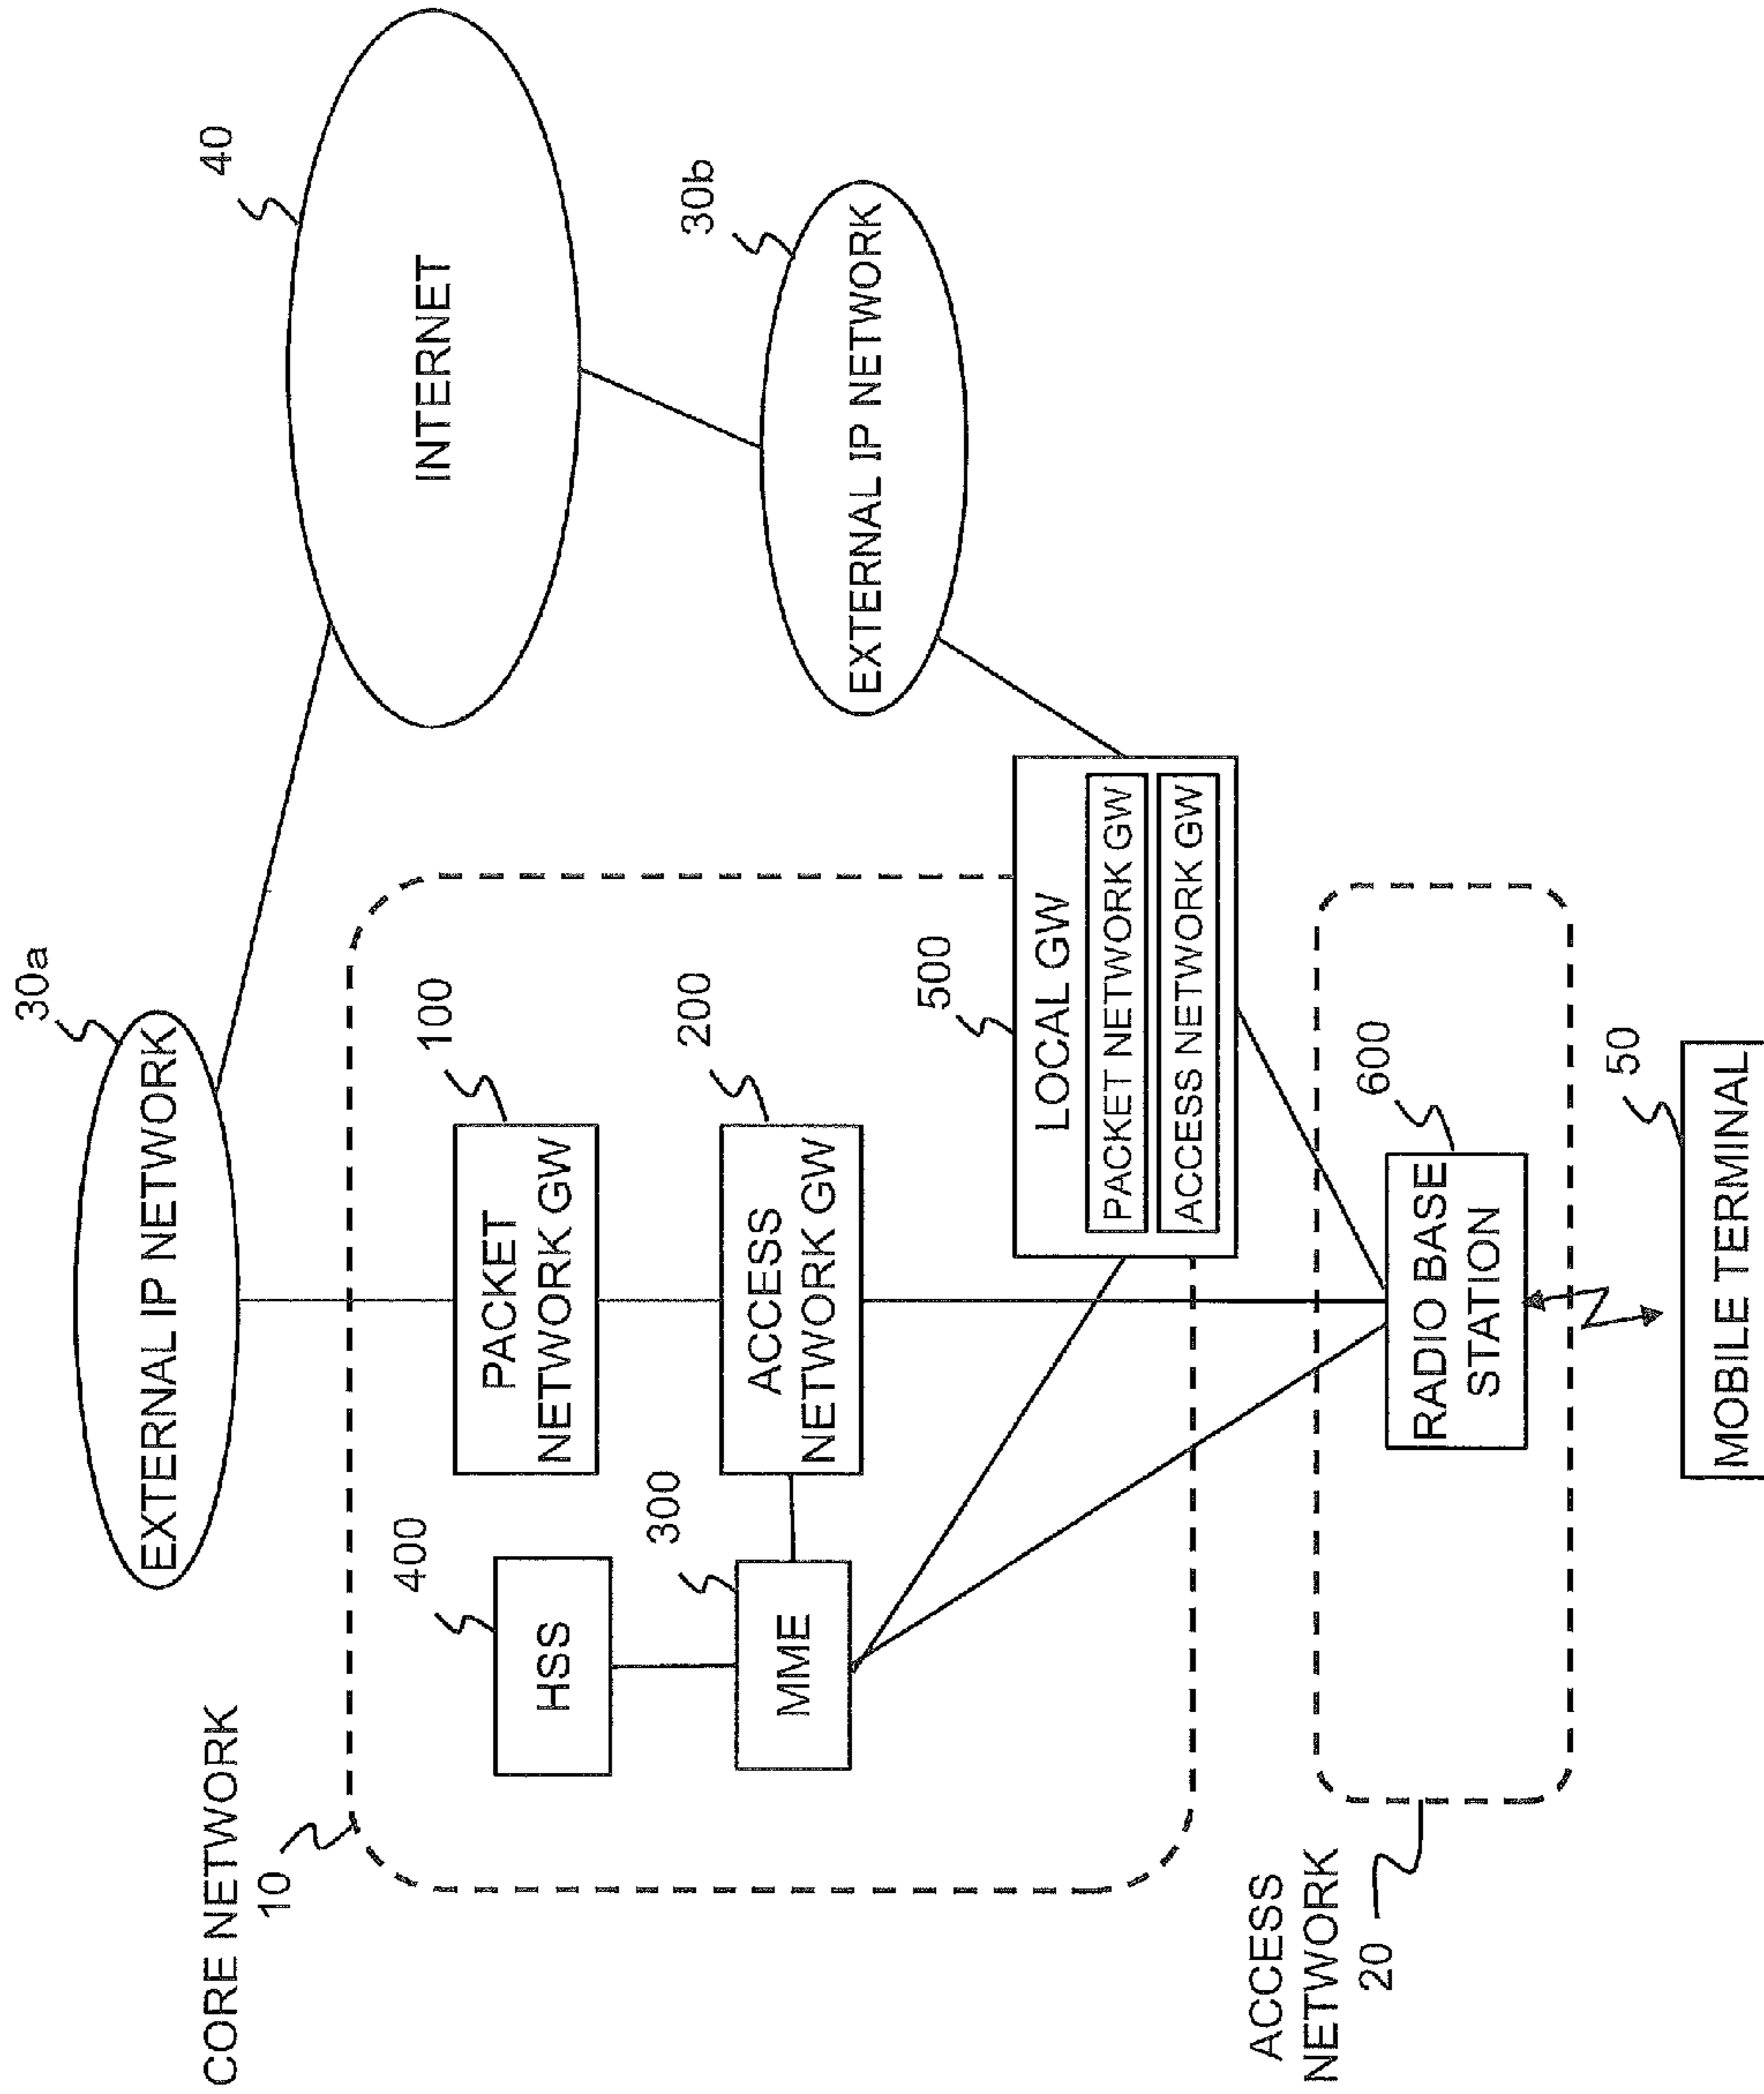 CORE NETWORK
10
EXTERNAL IP NETWORK
30a
INTERNET
40
EXTERNAL IP NETWORK
30b
HSS
400
PACKET
NETWORK GW
100
MME
300
ACCESS
NETWORK GW
200
LOCAL GW
500
PACKET NETWORK GW
ACCESS NETWORK GW
ACCESS
NETWORK
20
RADIO BASE
STATION
600
MOBILE TERMINAL
50